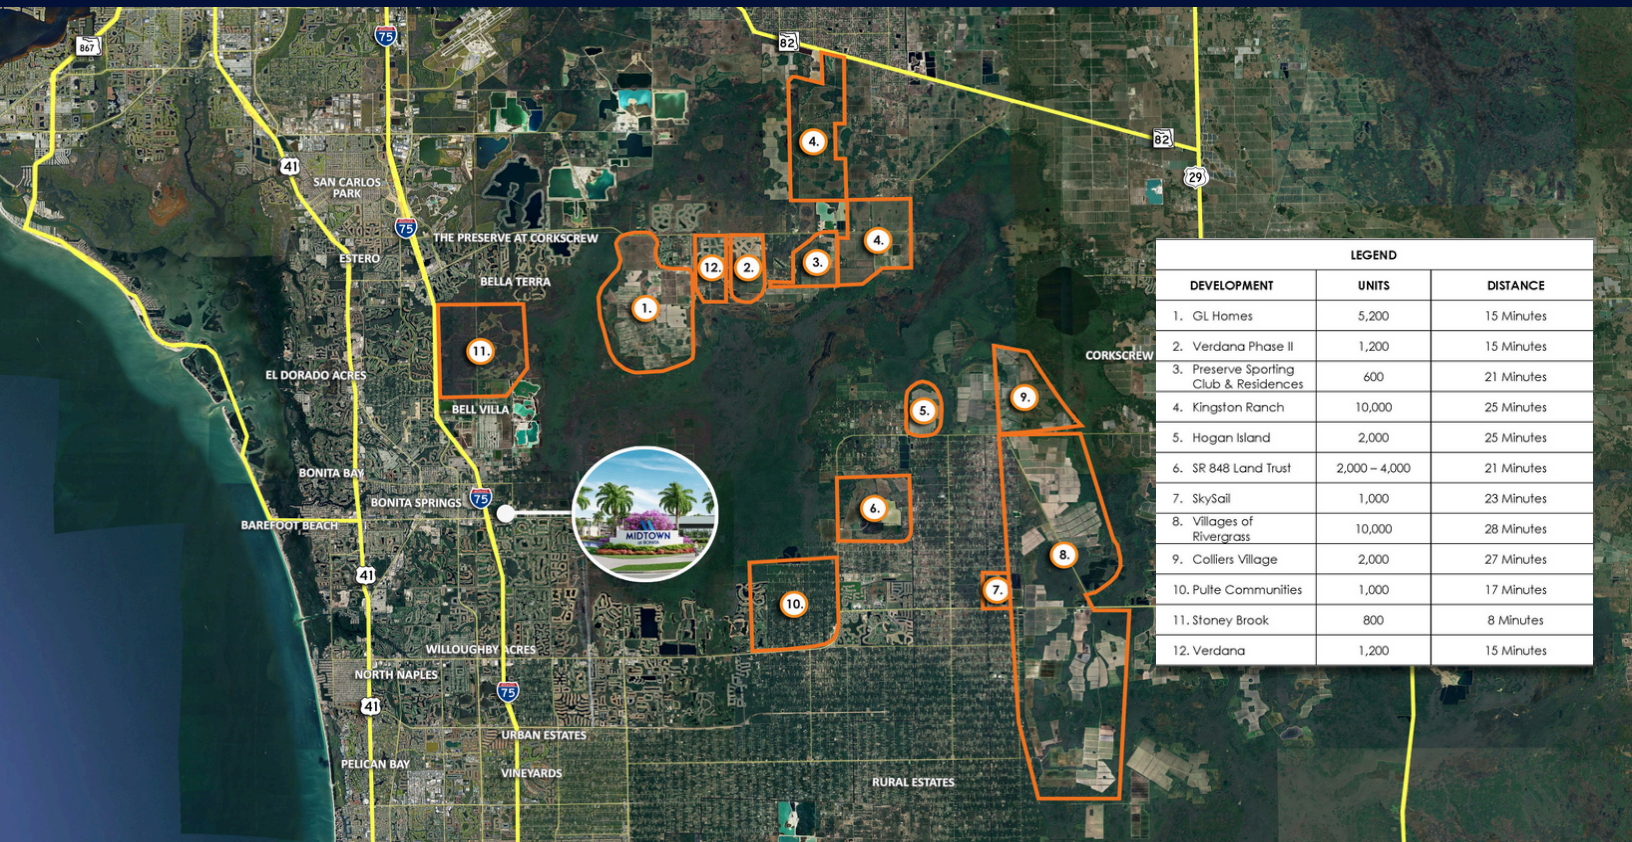 867
75
82
41
SAN CARLOS
PARK
4.
82
29
75
THE PRESERVE AT CORKSCREW
ESTERO
4.
3.
12.
2.
BELLA TERRA
1.
11.
EL DORADO ACRES
BELL VILLA
CORKSCREW
9.
5.
BONITA BAY
BONITA SPRINGS
75
BAREFOOT BEACH
MIDTOWN
AT BONITA
6.
8.
41
7.
10.
WILLOUGHBY ACRES
NORTH NAPLES
75
41
URBAN ESTATES
PELICAN BAY
VINEYARDS
RURAL ESTATES
LEGEND
DEVELOPMENT UNITS DISTANCE
1. GL Homes 5,200 15 Minutes
2. Verdana Phase II 1,200 15 Minutes
3. Preserve Sporting
Club & Residences 600 21 Minutes
4. Kingston Ranch 10,000 25 Minutes
5. Hogan Island 2,000 25 Minutes
6. SR 848 Land Trust 2,000 – 4,000 21 Minutes
7. SkySail 1,000 23 Minutes
8. Villages of
Rivergrass 10,000 28 Minutes
9. Colliers Village 2,000 27 Minutes
10. Pulte Communities 1,000 17 Minutes
11. Stoney Brook 800 8 Minutes
12. Verdana 1,200 15 Minutes